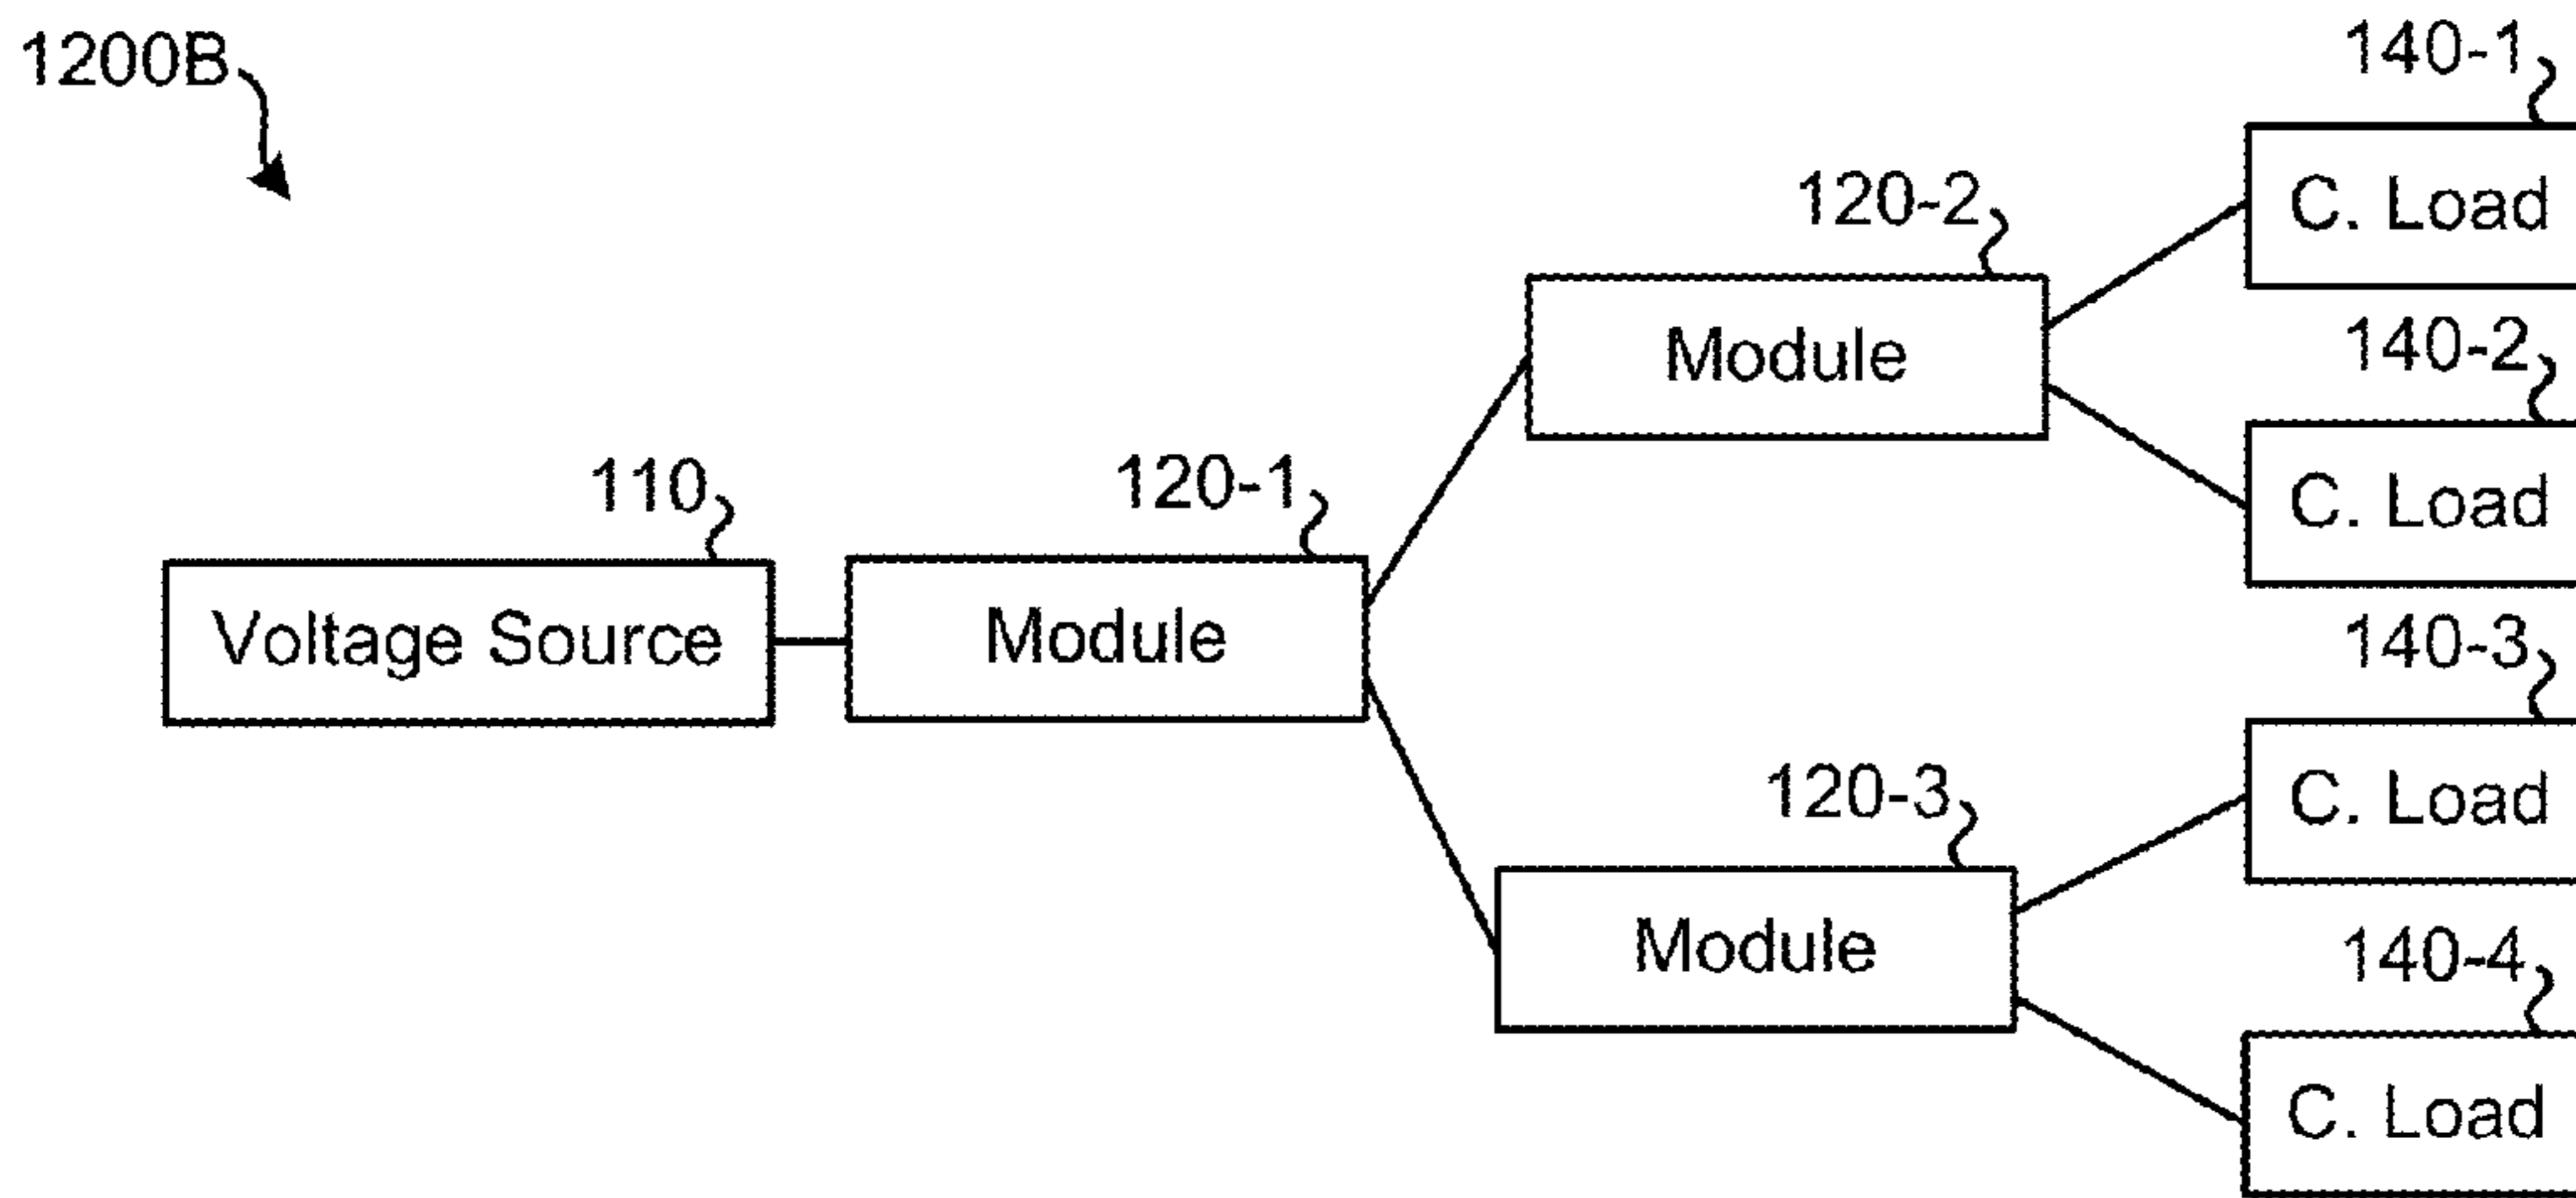 1200B
140-1
C. Load
120-2
Module
140-2
C. Load
110
Voltage Source
120-1
Module
140-3
C. Load
120-3
Module
140-4
C. Load